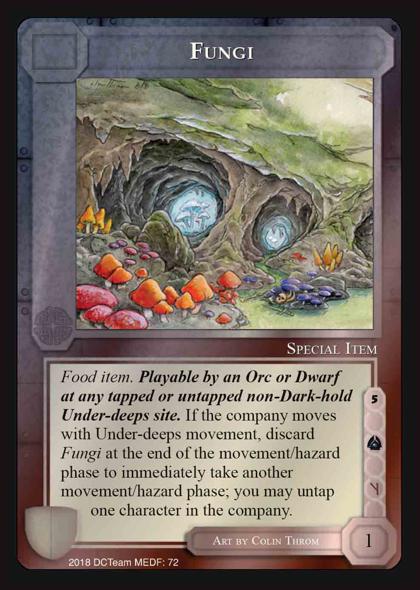 Fungi
Special Item
Food item. Playable by an Orc or Dwarf
at any tapped or untapped non-Dark-hold
Under-deeps site. If the company moves
with Under-deeps movement, discard
Fungi at the end of the movement/hazard
phase to immediately take another
movement/hazard phase; you may untap
one character in the company.
5
Art by Colin Throm
1
2018 DCTeam MEDF: 72